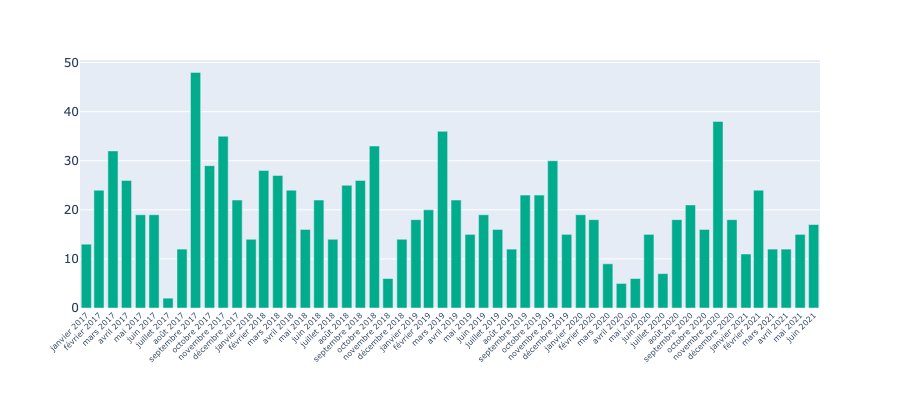 50
40
30
20
10
0
janvier 2017
février 2017
mars 2017
avril 2017
mai 2017
juin 2017
juillet 2017
août 2017
septembre 2017
octobre 2017
novembre 2017
décembre 2017
janvier 2018
février 2018
mars 2018
avril 2018
mai 2018
juin 2018
juillet 2018
août 2018
septembre 2018
octobre 2018
novembre 2018
décembre 2018
janvier 2019
février 2019
mars 2019
avril 2019
mai 2019
juin 2019
juillet 2019
août 2019
septembre 2019
octobre 2019
novembre 2019
décembre 2019
janvier 2020
février 2020
mars 2020
avril 2020
mai 2020
juin 2020
juillet 2020
août 2020
septembre 2020
octobre 2020
novembre 2020
décembre 2020
janvier 2021
février 2021
mars 2021
avril 2021
mai 2021
juin 2021